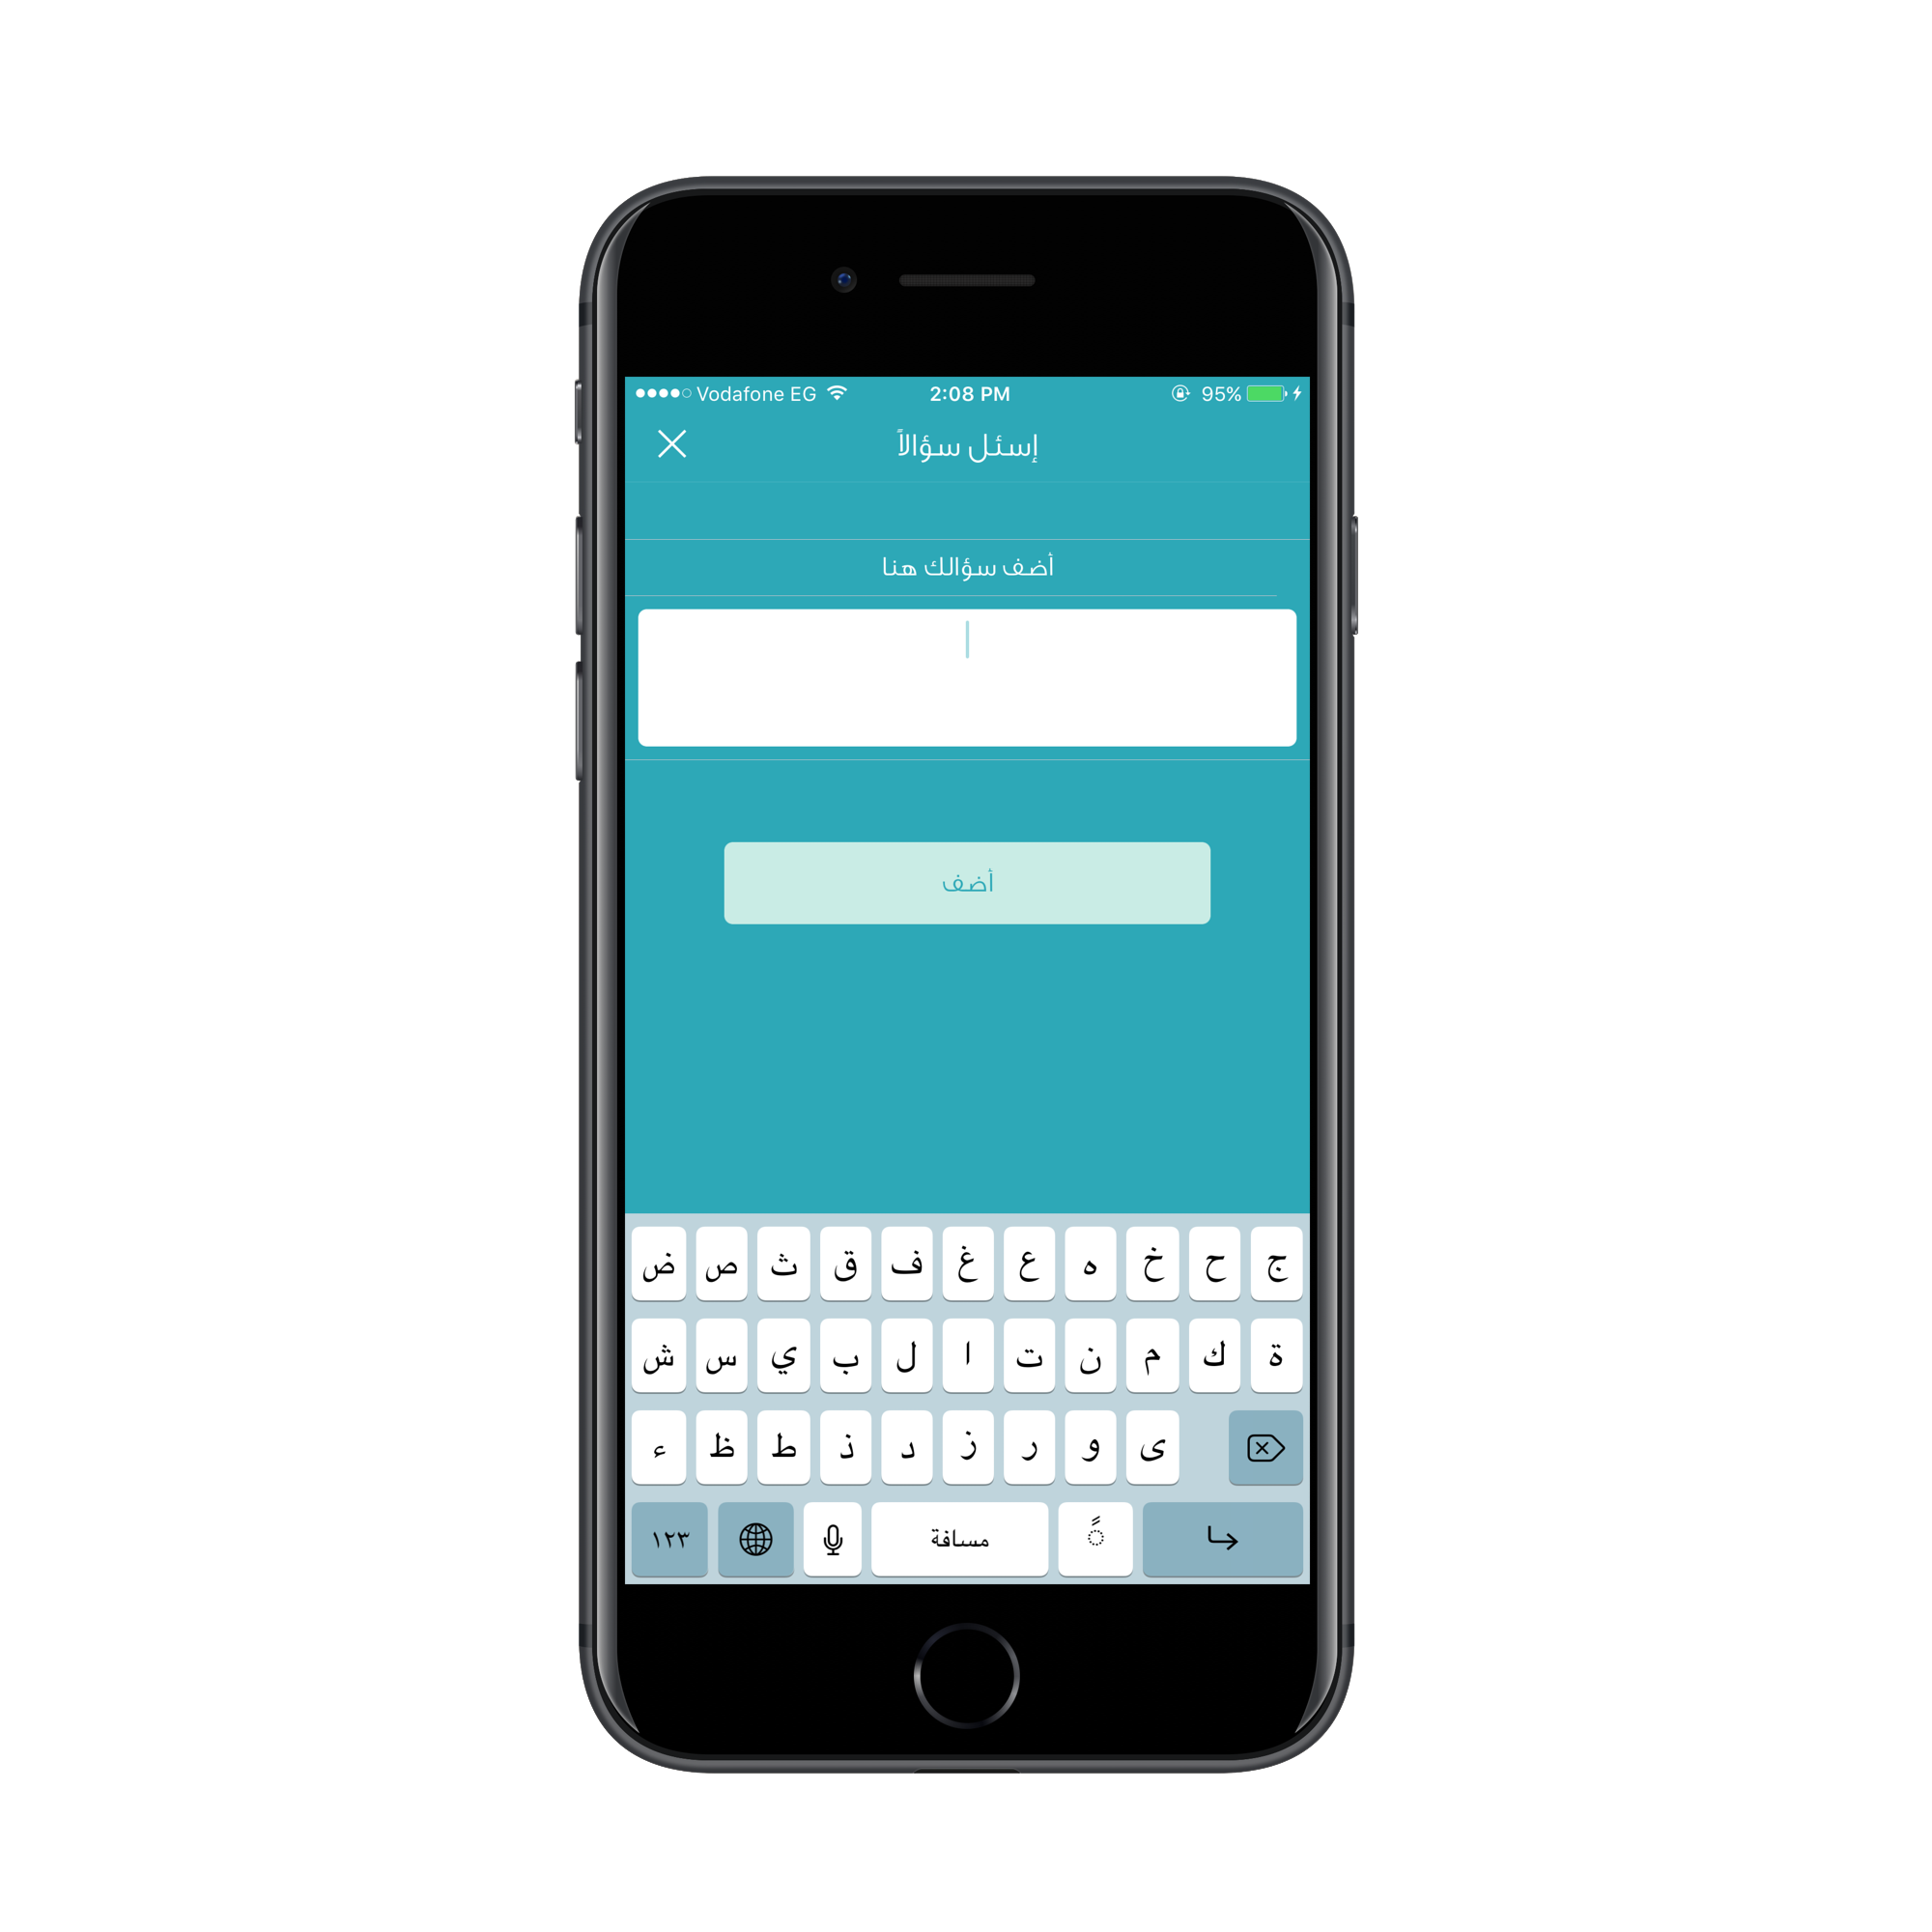 Vodafone EG 2:08 PM 95%
إسئل سؤالاً
أضف سؤالك هنا
أضف
ض ص ث ق ف غ ع ه خ ح ج
ش س ي ب ل ا ت ن م ك ة
ء ظ ط ذ د ز ر و ى
١٢٣ مسافة